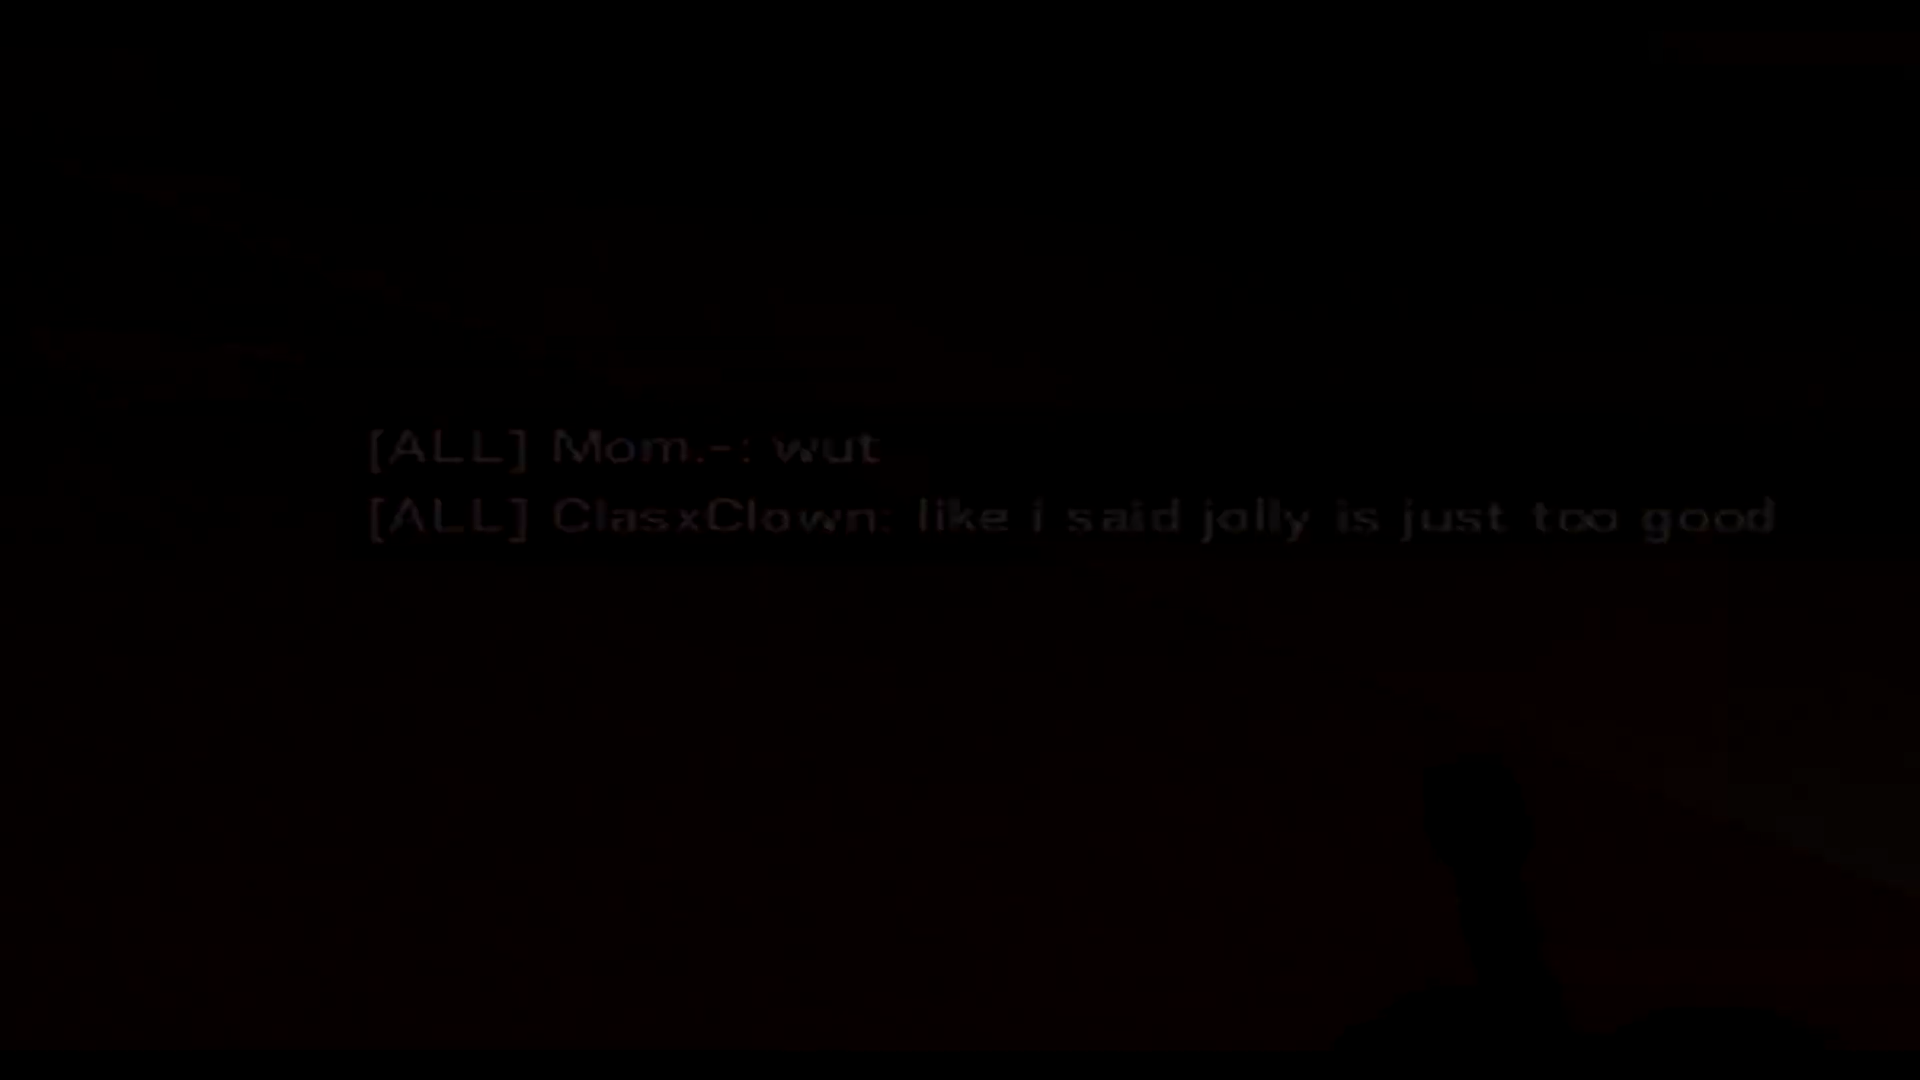 [ALL] Mom.-: wut
[ALL] ClasxClown: like i said jolly is just too good